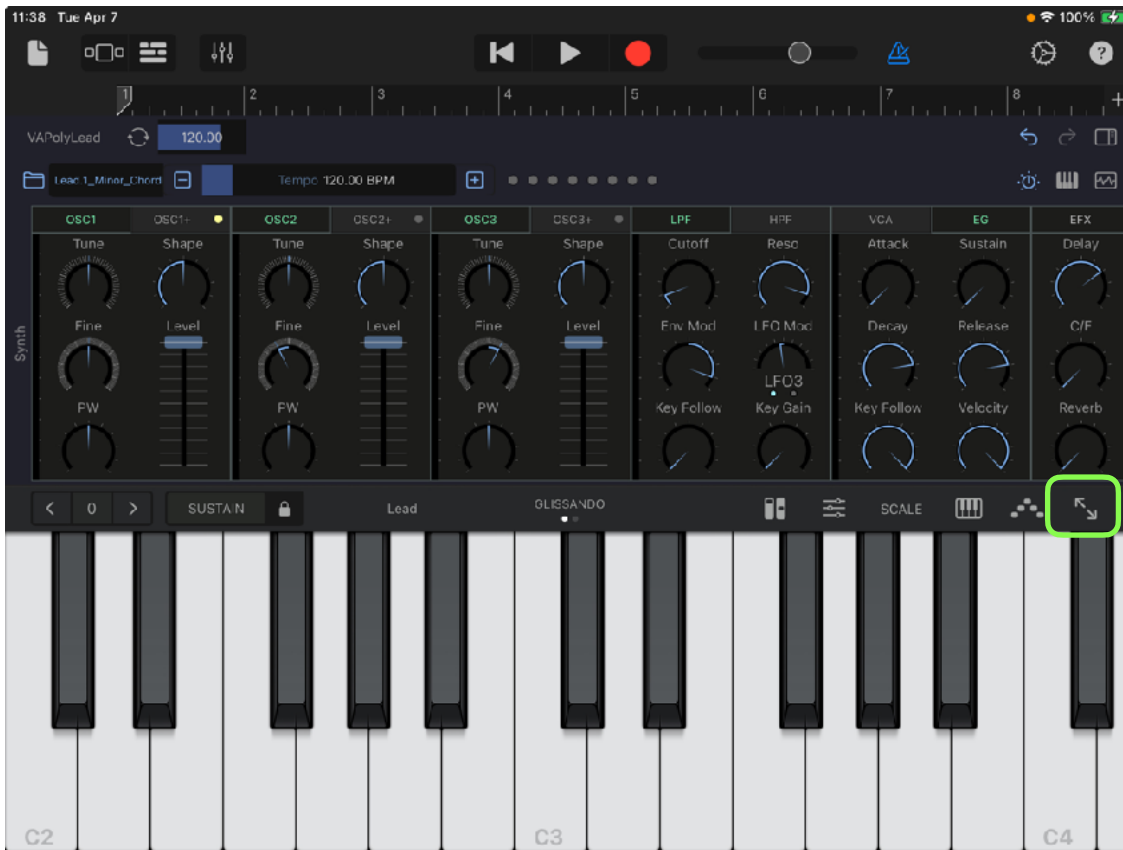 11:38 Tue Apr 7 100%
?
1 2 3 4 5 6 7 8 +
VAPolyLead 120.00
Lead.1_Minor_Chord Tempo 120.00 BPM
OSC1 OSC1+ OSC2 OSC2+ OSC3 OSC3+ LPF HPF VCA EG EFX
Tune Shape Tune Shape Tune Shape Cutoff Reso Attack Sustain Delay
Fine Level Fine Level Fine Level Env Mod LFO Mod Decay Release C/F
Synth
LFO3
PW PW PW Key Follow Key Gain Key Follow Velocity Reverb
< 0 > SUSTAIN Lead GLISSANDO SCALE
C2 C3 C4